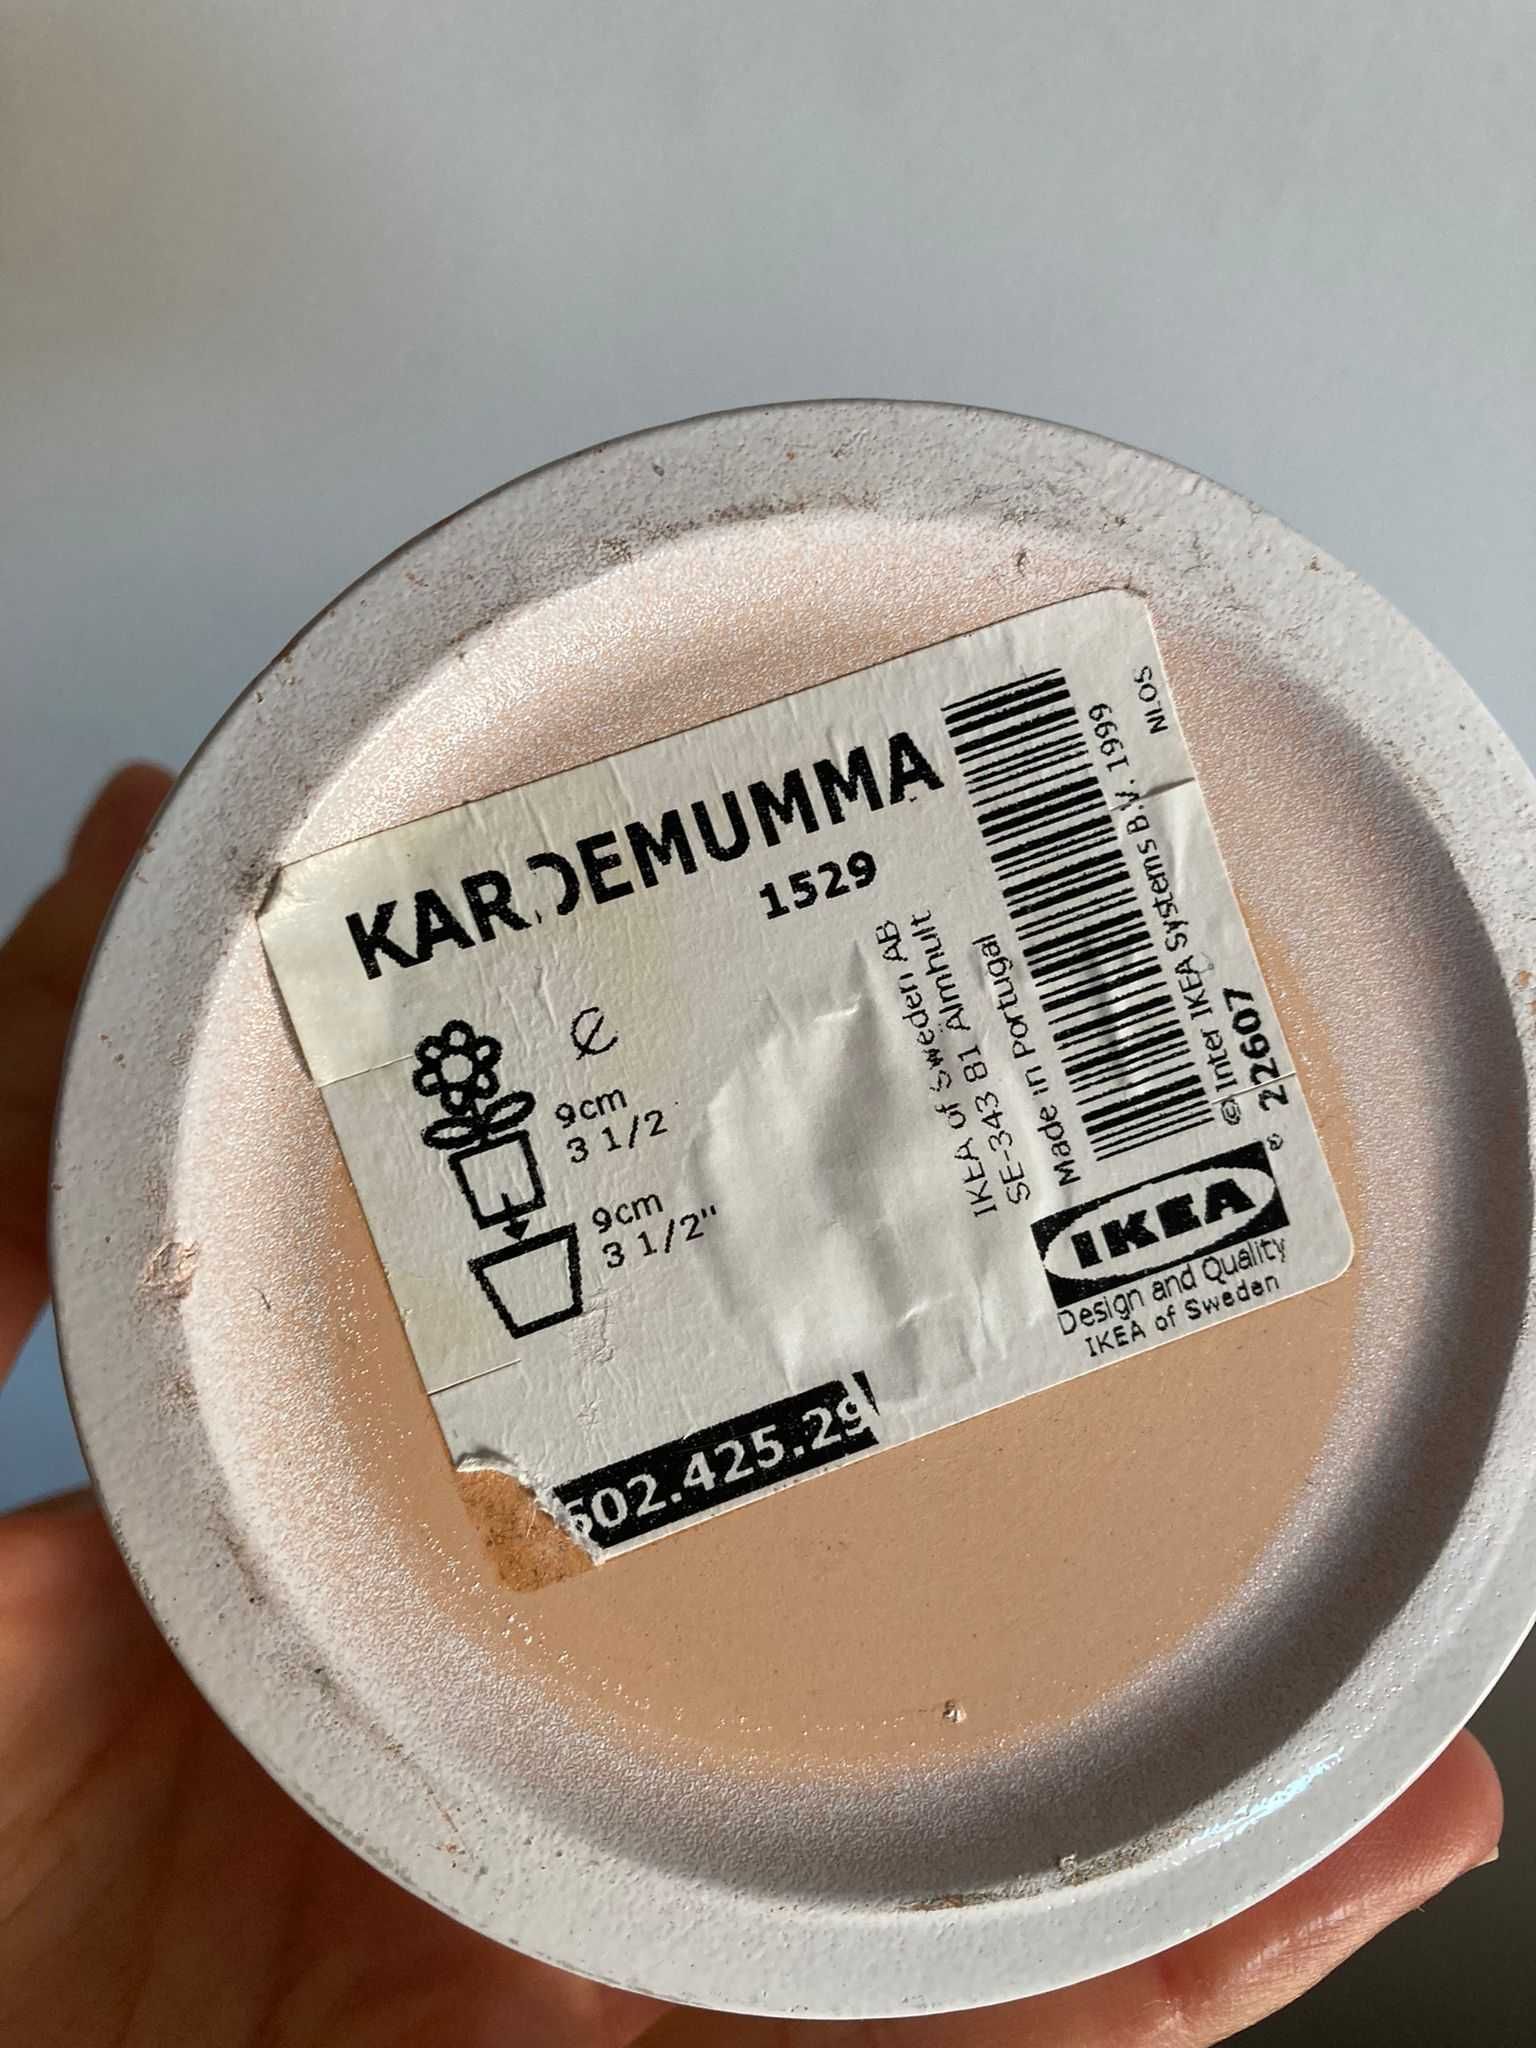 KARDEMUMMA
1529
9cm
3 1/2
9cm
3 1/2"
IKEA of Sweden AB
SE-343 81 Älmhult
Made in Portugal
© Inter IKEA Systems B.V. 1999
22607
IKEA®
Design and Quality
IKEA of Sweden
502.425.29